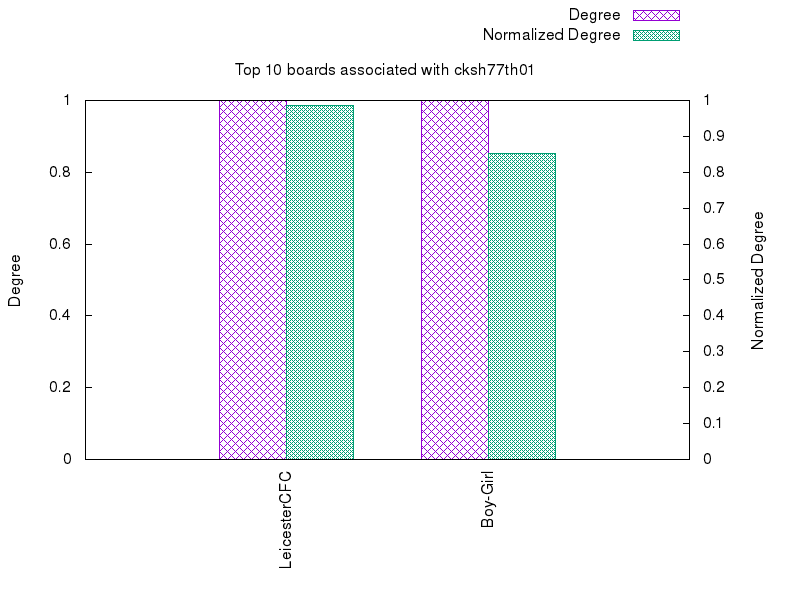 Degree
Normalized Degree
Top 10 boards associated with cksh77th01
1
0.8
0.6
0.4
0.2
0
Degree
1
0.9
0.8
0.7
0.6
0.5
0.4
0.3
0.2
0.1
0
Normalized Degree
LeicesterCFC
Boy-Girl